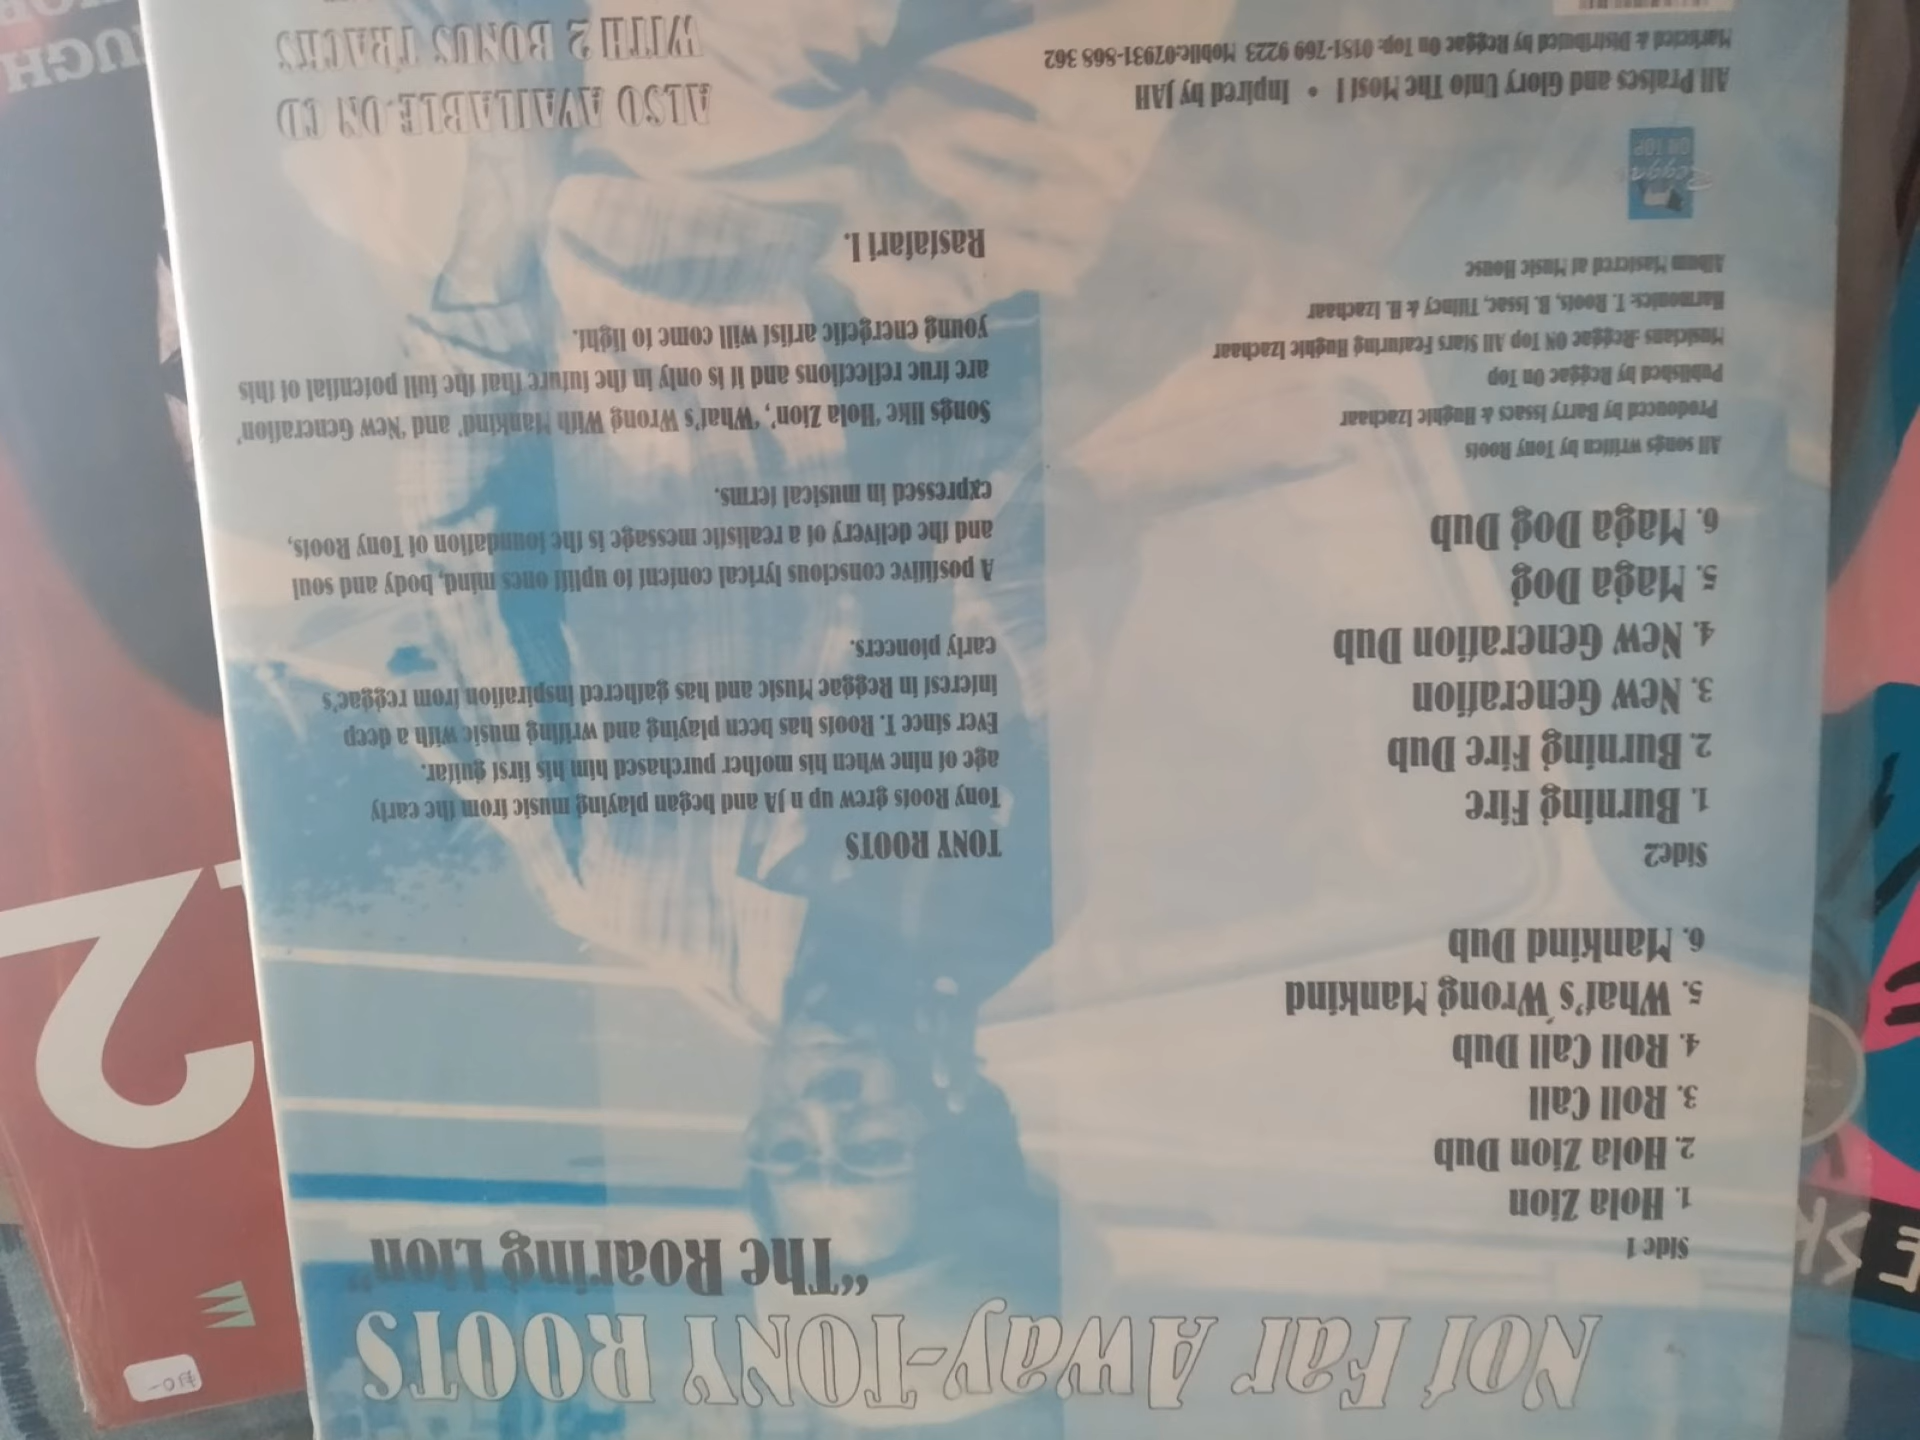 Not Far Away-TONY ROOTS
"The Roaring Lion"
Side 1
1. Hola Zion
2. Hola Zion Dub
3. Roll Call
4. Roll Call Dub
5. What's Wrong Mankind
6. Mankind Dub
Side2
1. Burning Fire
2. Burning Fire Dub
3. New Generation
4. New Generation Dub
5. Maga Dog
6. Maga Dog Dub
All songs written by Tony Roots
Prodouced by Barry Issacs & Hughie Izachaar
Published by Reggae On Top
Musicians -Reggae ON Top All Stars Featuring Hughie Izachaar
Harmonics- T. Roots, B. Issac, Tilfney & H. Izachaar
Album Mastered at Music House
Reggae
ON TOP
All Praises and Glory Unto The Most I • Inpired by JAH
Marketed & Distributed by Reggae On Top: 0181-769 9223 Mobile:07931-868 362
TONY ROOTS
Tony Roots grew up n JA and began playing music from the early
age of nine when his mother purchased him his first guitar.
Ever since T. Roots has been playing and writing music with a deep
interest in Reggae Music and has gathered inspiration from reggae's
early pioneers.
A positive conscious lyrical content to uplift ones mind, body and soul
and the delivery of a realistic message is the foundation of Tony Roots,
expressed in musical terms.
Songs like 'Hola Zion', 'What's Wrong With Mankind' and 'New Generation'
are true reflections and it is only in the future that the full potential of this
young energetic artist will come to light.
Rastafari I.
ALSO AVAILABLE ON CD
WITH 2 BONUS TRACKS
2